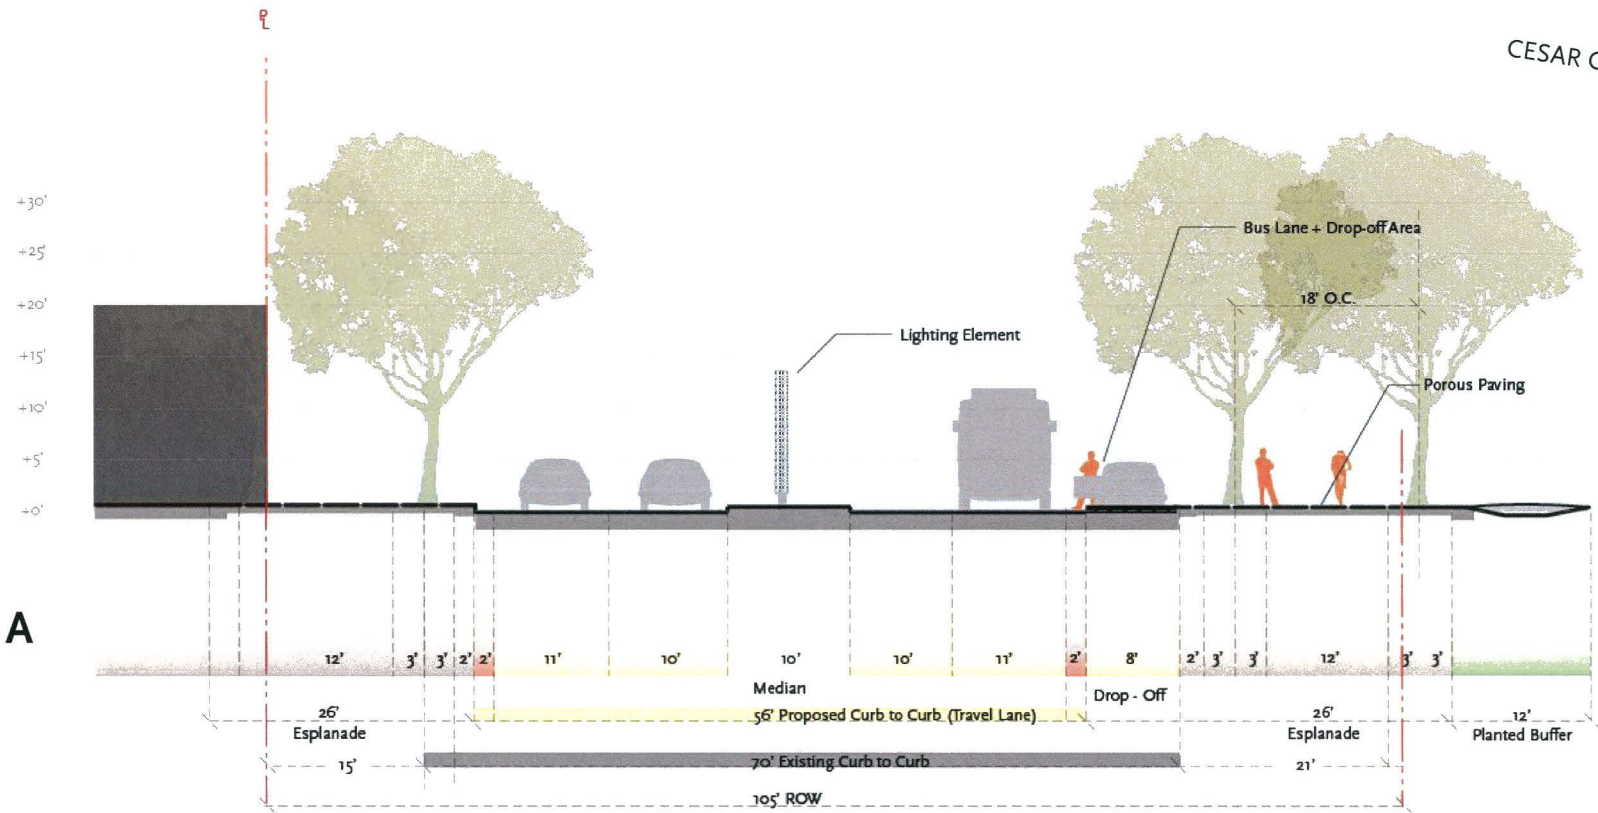 PL
CESAR C
+30'
+25'
+20'
+15'
+10'
+5'
+0'
Bus Lane + Drop-off Area
18' O.C.
Lighting Element
Porous Paving
A
12' 3' 3' 2' 2' 11' 10' 10' 10' 11' 2' 8' 2' 3' 3' 12' 3' 3'
Median
Drop - Off
26'
Esplanade
56' Proposed Curb to Curb (Travel Lane)
26'
Esplanade
12'
Planted Buffer
15'
70' Existing Curb to Curb
21'
105' ROW